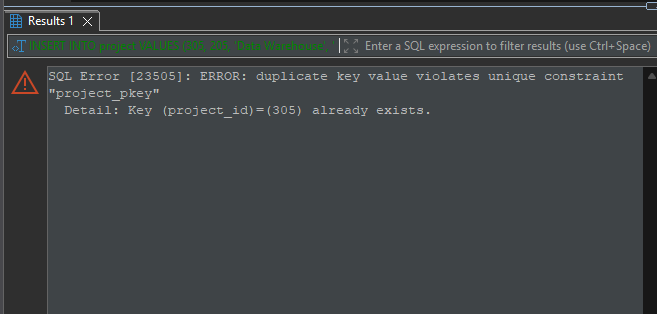 Results 1
INSERT INTO project VALUES (305, 205, 'Data Warehouse',
Enter a SQL expression to filter results (use Ctrl+Space)
SQL Error [23505]: ERROR: duplicate key value violates unique constraint
"project_pkey"
Detail: Key (project_id)=(305) already exists.